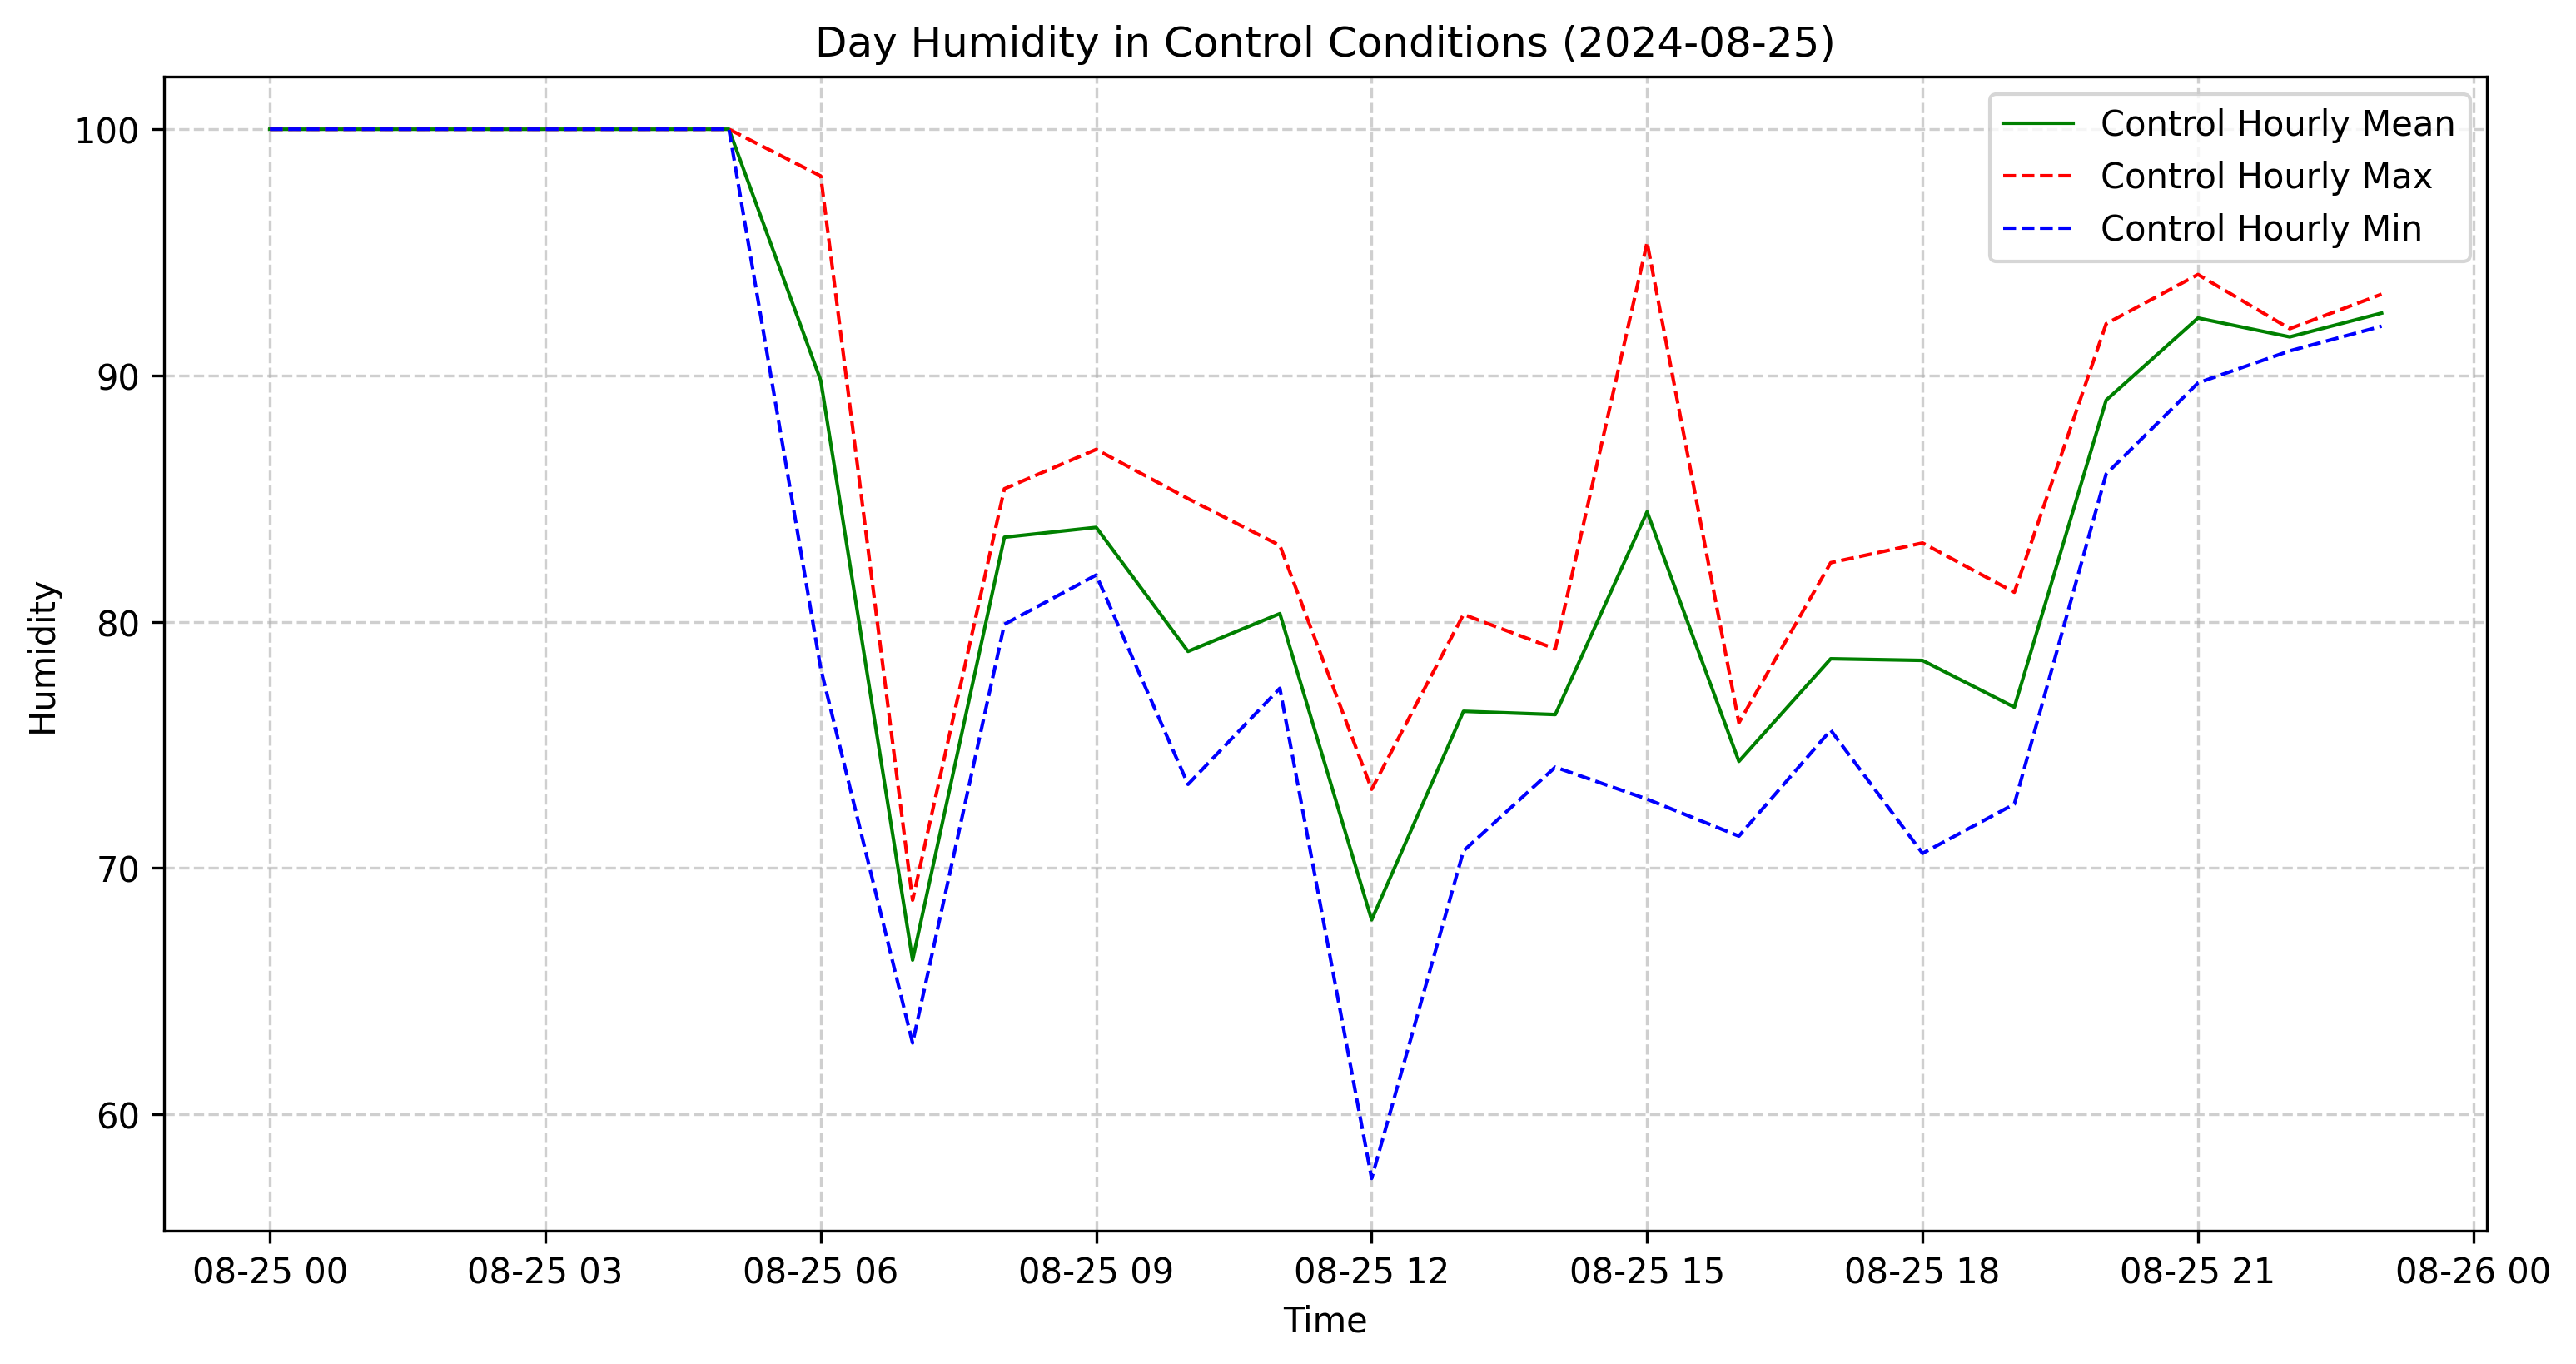 Day Humidity in Control Conditions (2024-08-25)
Control Hourly Mean
Control Hourly Max
Control Hourly Min
Humidity
100
90
80
70
60
08-25 00 08-25 03 08-25 06 08-25 09 08-25 12 08-25 15 08-25 18 08-25 21 08-26 00
Time